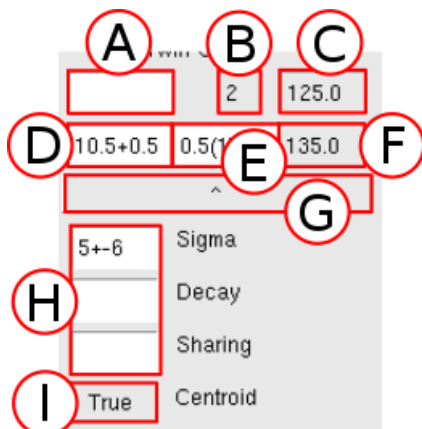 A B C
2 125.0
D 10.5+0.5 0.5(1 E 135.0 F
^ G
5+-6 Sigma
H Decay
Sharing
I True Centroid